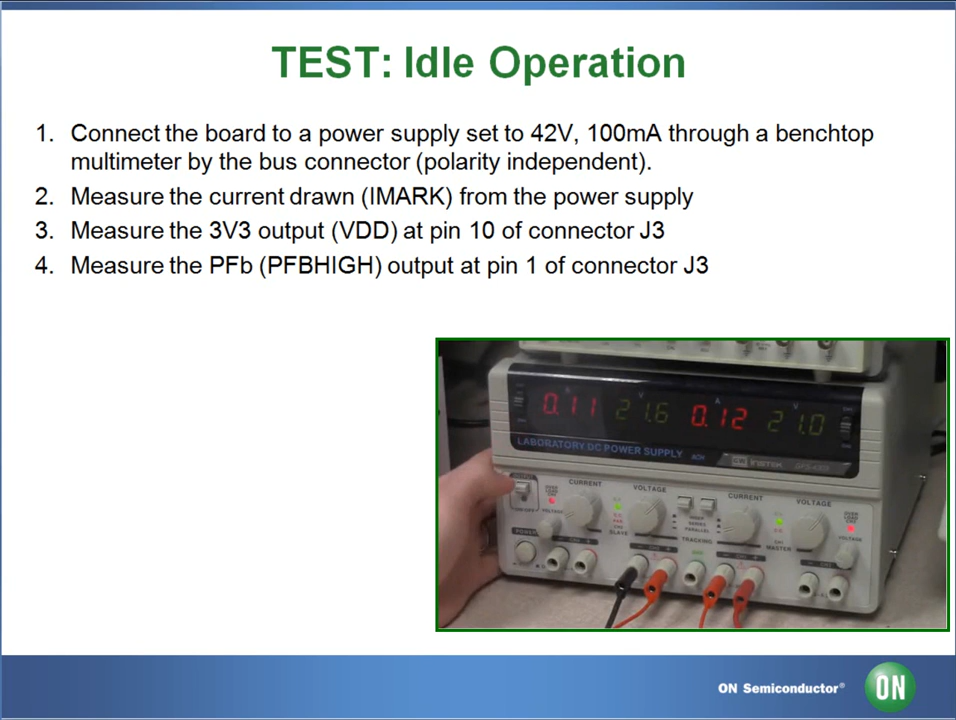 TEST: Idle Operation
1. Connect the board to a power supply set to 42V, 100mA through a benchtop
multimeter by the bus connector (polarity independent).
2. Measure the current drawn (IMARK) from the power supply
3. Measure the 3V3 output (VDD) at pin 10 of connector J3
4. Measure the PFb (PFBHIGH) output at pin 1 of connector J3
0.11 21.6 0.12 21.0
LABORATORY DC POWER SUPPLY
CURRENT VOLTAGE CURRENT VOLTAGE
VOLTAGE VOLTAGE
POWER SLAVE TRACKING MASTER
ON Semiconductor®
ON